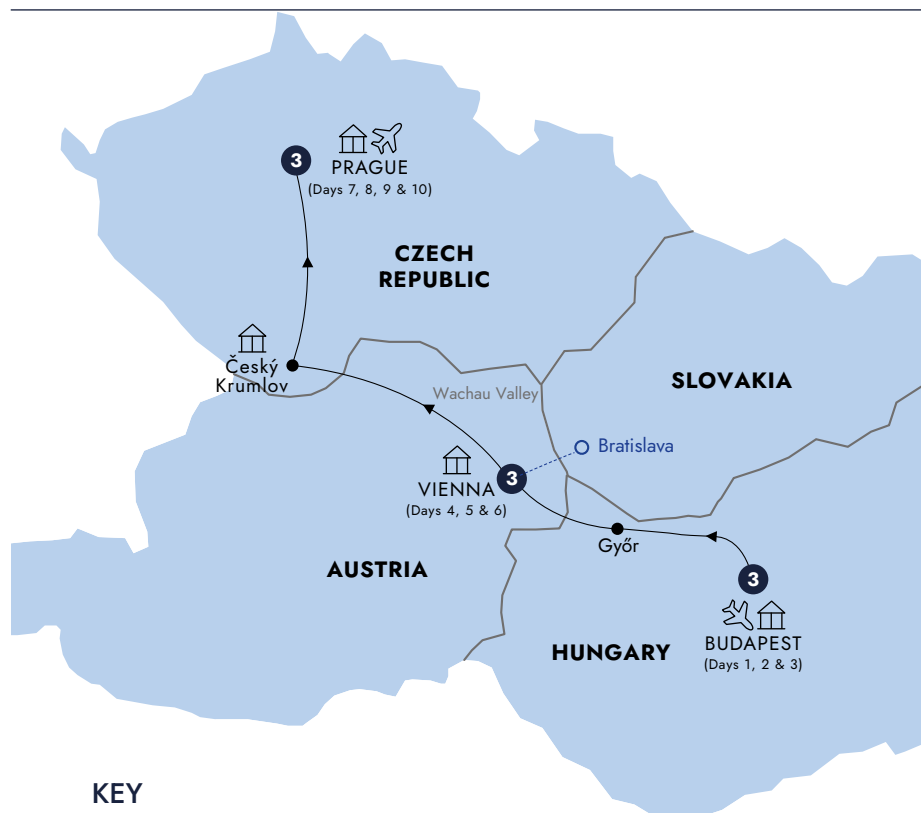 3
PRAGUE
(Days 7, 8, 9 & 10)
CZECH
REPUBLIC
Český
Krumlov
SLOVAKIA
Wachau Valley
Bratislava
3
VIENNA
(Days 4, 5 & 6)
Győr
AUSTRIA
3
HUNGARY
BUDAPEST
(Days 1, 2 & 3)
KEY